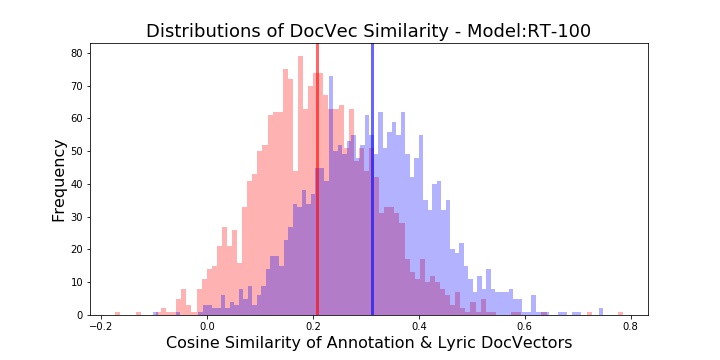 Distributions of DocVec Similarity - Model:RT-100
80
70
60
50
40
30
20
10
0
Frequency
−0.2 0.0 0.2 0.4 0.6 0.8
Cosine Similarity of Annotation & Lyric DocVectors